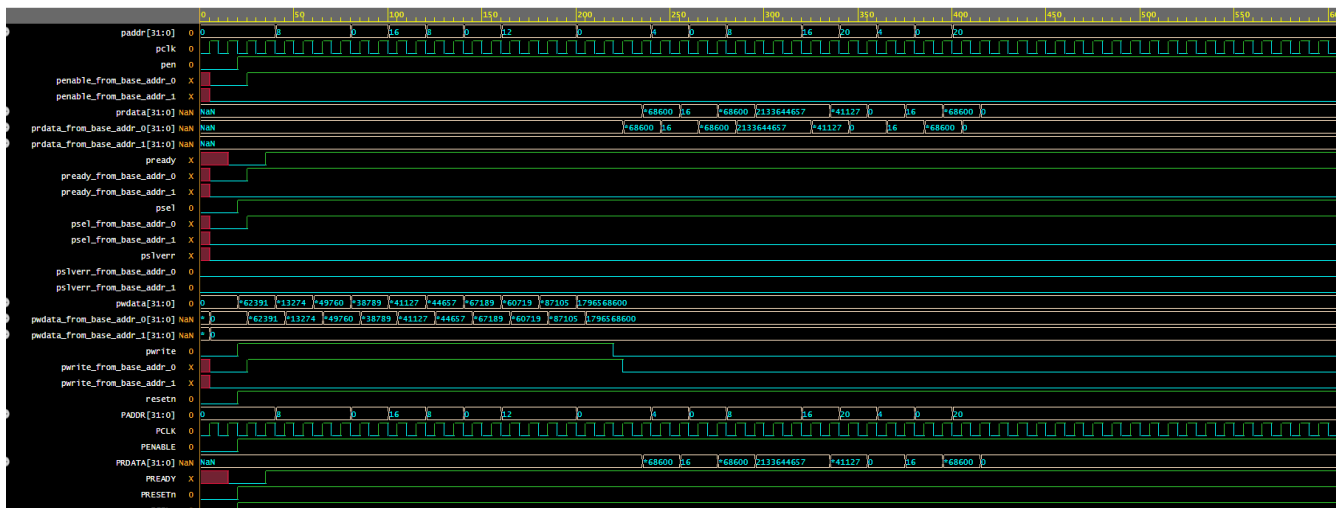 0 50 100 150 200 250 300 350 400 450 500 550 60
paddr[31:0] 0 0 8 0 16 8 0 12 0 4 0 8 16 20 4 0 20
pclk 0
pen 0
penable_from_base_addr_0 X
penable_from_base_addr_1 X
prdata[31:0] NaN NaN *68600 16 *68600 2133644657 *41127 0 16 *68600 0
prdata_from_base_addr_0[31:0] NaN NaN *68600 16 *68600 2133644657 *41127 0 16 *68600 0
prdata_from_base_addr_1[31:0] NaN NaN
pready X
pready_from_base_addr_0 X
pready_from_base_addr_1 X
psel 0
psel_from_base_addr_0 X
psel_from_base_addr_1 X
pslverr X
pslverr_from_base_addr_0 0
pslverr_from_base_addr_1 0
pwdata[31:0] 0 0 *62391 *13274 *49760 *38789 *41127 *44657 *67189 *60719 *87105 1796568600
pwdata_from_base_addr_0[31:0] NaN * 0 *62391 *13274 *49760 *38789 *41127 *44657 *67189 *60719 *87105 1796568600
pwdata_from_base_addr_1[31:0] NaN * 0
pwrite 0
pwrite_from_base_addr_0 X
pwrite_from_base_addr_1 X
resetn 0
PADDR[31:0] 0 0 8 0 16 8 0 12 0 4 0 8 16 20 4 0 20
PCLK 0
PENABLE 0
PRDATA[31:0] NaN NaN *68600 16 *68600 2133644657 *41127 0 16 *68600 0
PREADY X
PRESETn 0